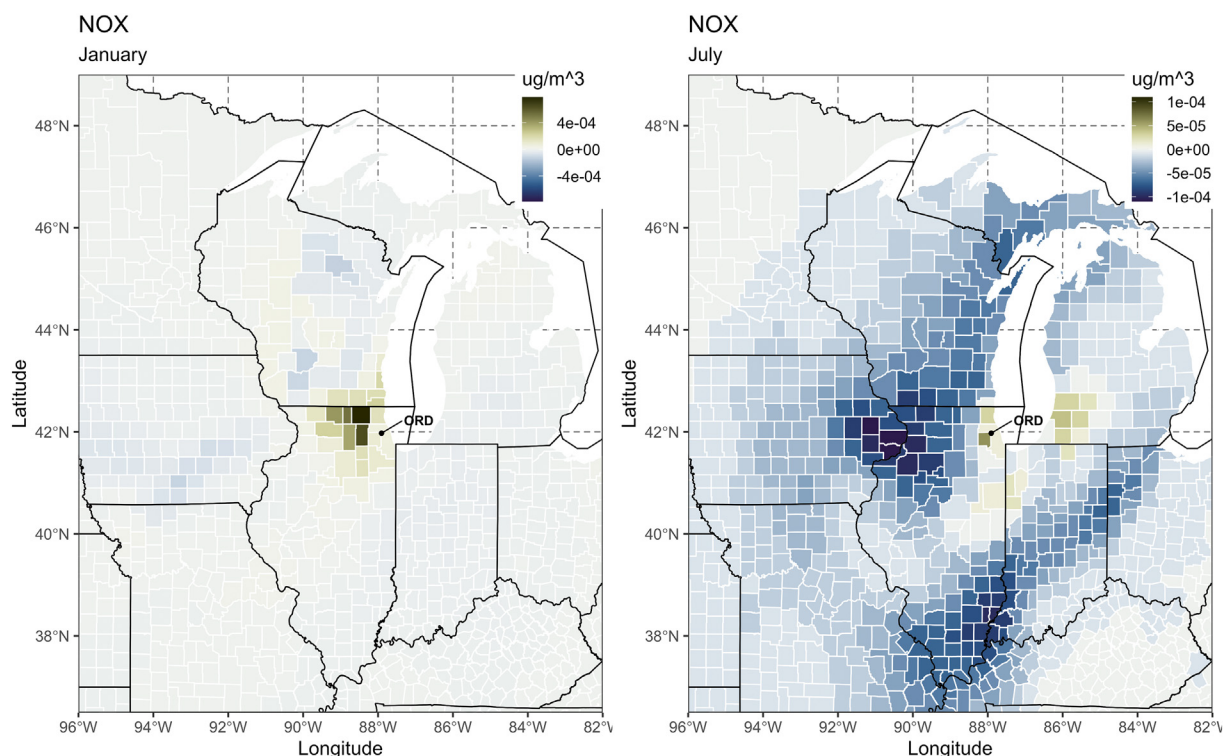 NOX
January
ug/m^3
4e-04
0e+00
-4e-04
48°N
46°N
44°N
42°N
40°N
38°N
Latitude
ORD
96°W 94°W 92°W 90°W 88°W 86°W 84°W 82°W
Longitude
NOX
July
ug/m^3
1e-04
5e-05
0e+00
-5e-05
-1e-04
48°N
46°N
44°N
42°N
40°N
38°N
Latitude
ORD
96°W 94°W 92°W 90°W 88°W 86°W 84°W 82°W
Longitude